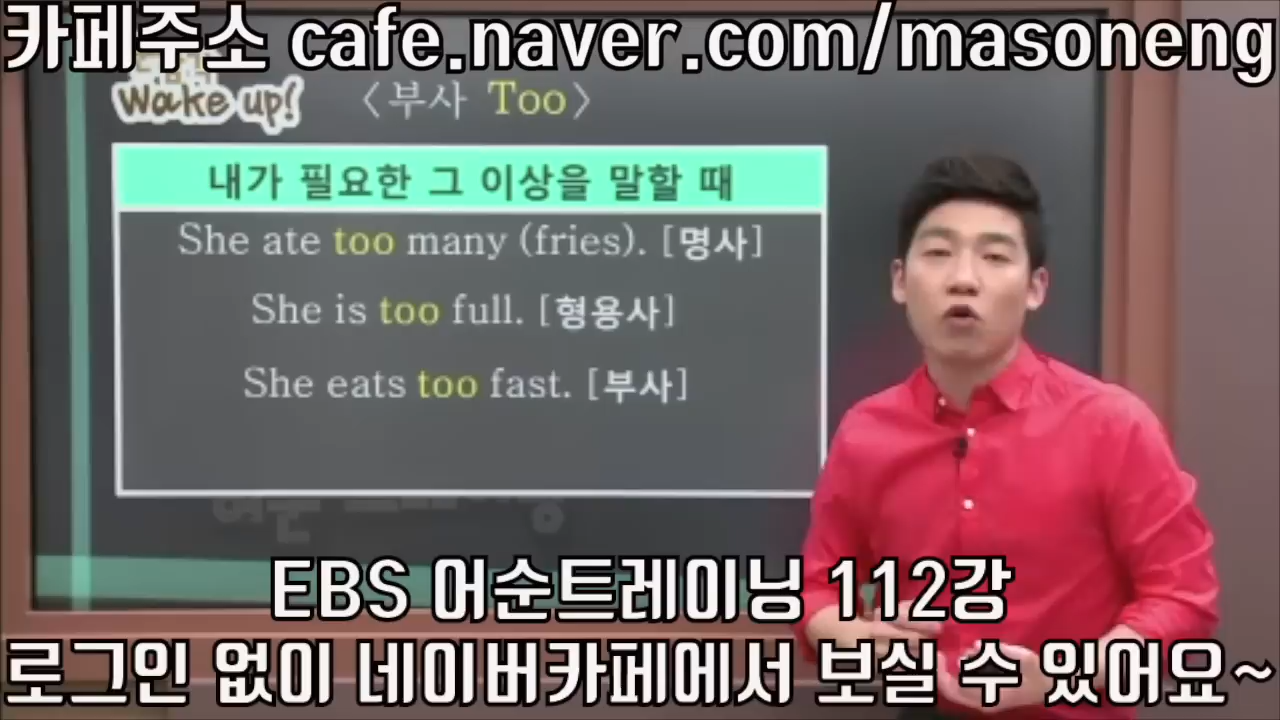 카페주소 cafe.naver.com/masoneng
Wake up!
<부사 Too>
내가 필요한 그 이상을 말할 때
She ate too many (fries). [명사]
She is too full. [형용사]
She eats too fast. [부사]
EBS 어순트레이닝 112강
로그인 없이 네이버카페에서 보실 수 있어요~